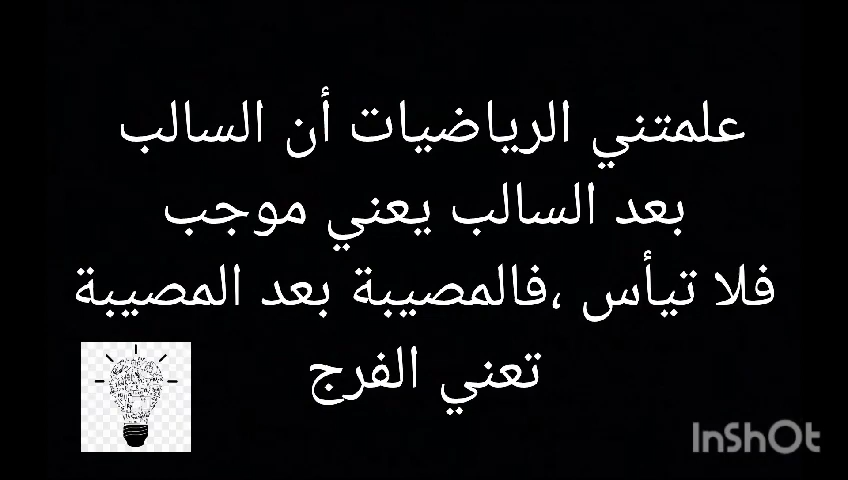 علمتني الرياضيات أن السالب
بعد السالب يعني موجب
فلا تيأس ،فالمصيبة بعد المصيبة
تعني الفرج
InShOt